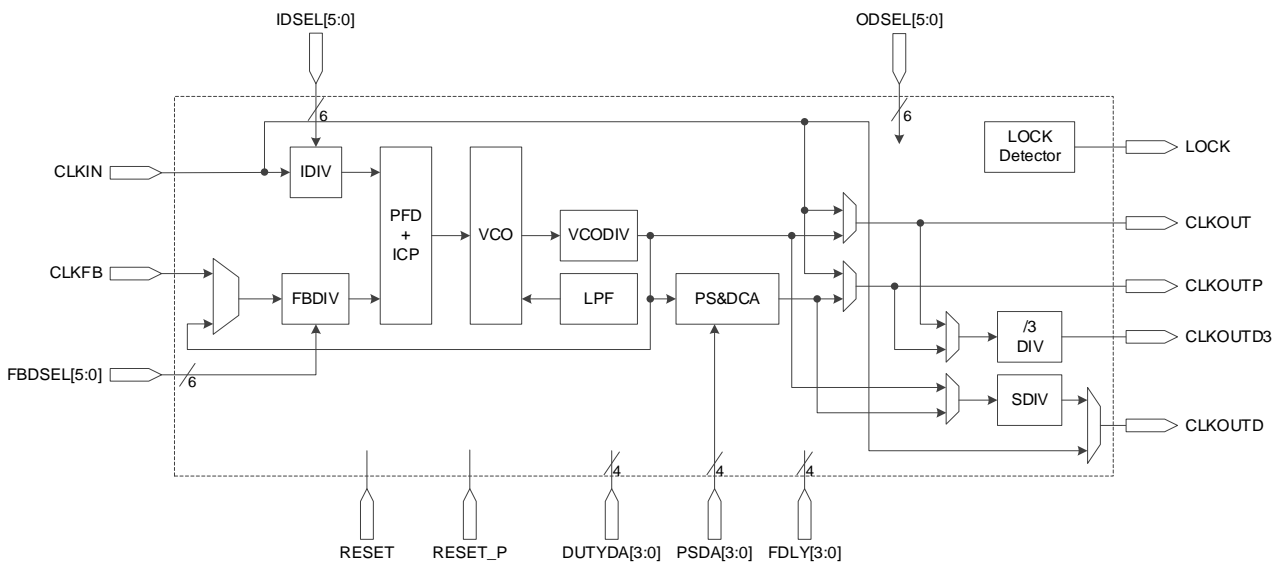 IDSEL[5:0]
ODSEL[5:0]
6
6
LOCK
Detector
LOCK
CLKIN
IDIV
PFD
+
ICP
VCO
VCODIV
CLKOUT
CLKFB
FBDIV
LPF
PS&DCA
CLKOUTP
/3
DIV
CLKOUTD3
FBDSEL[5:0]
6
SDIV
CLKOUTD
4
4
4
RESET
RESET_P
DUTYDA[3:0]
PSDA[3:0]
FDLY[3:0]